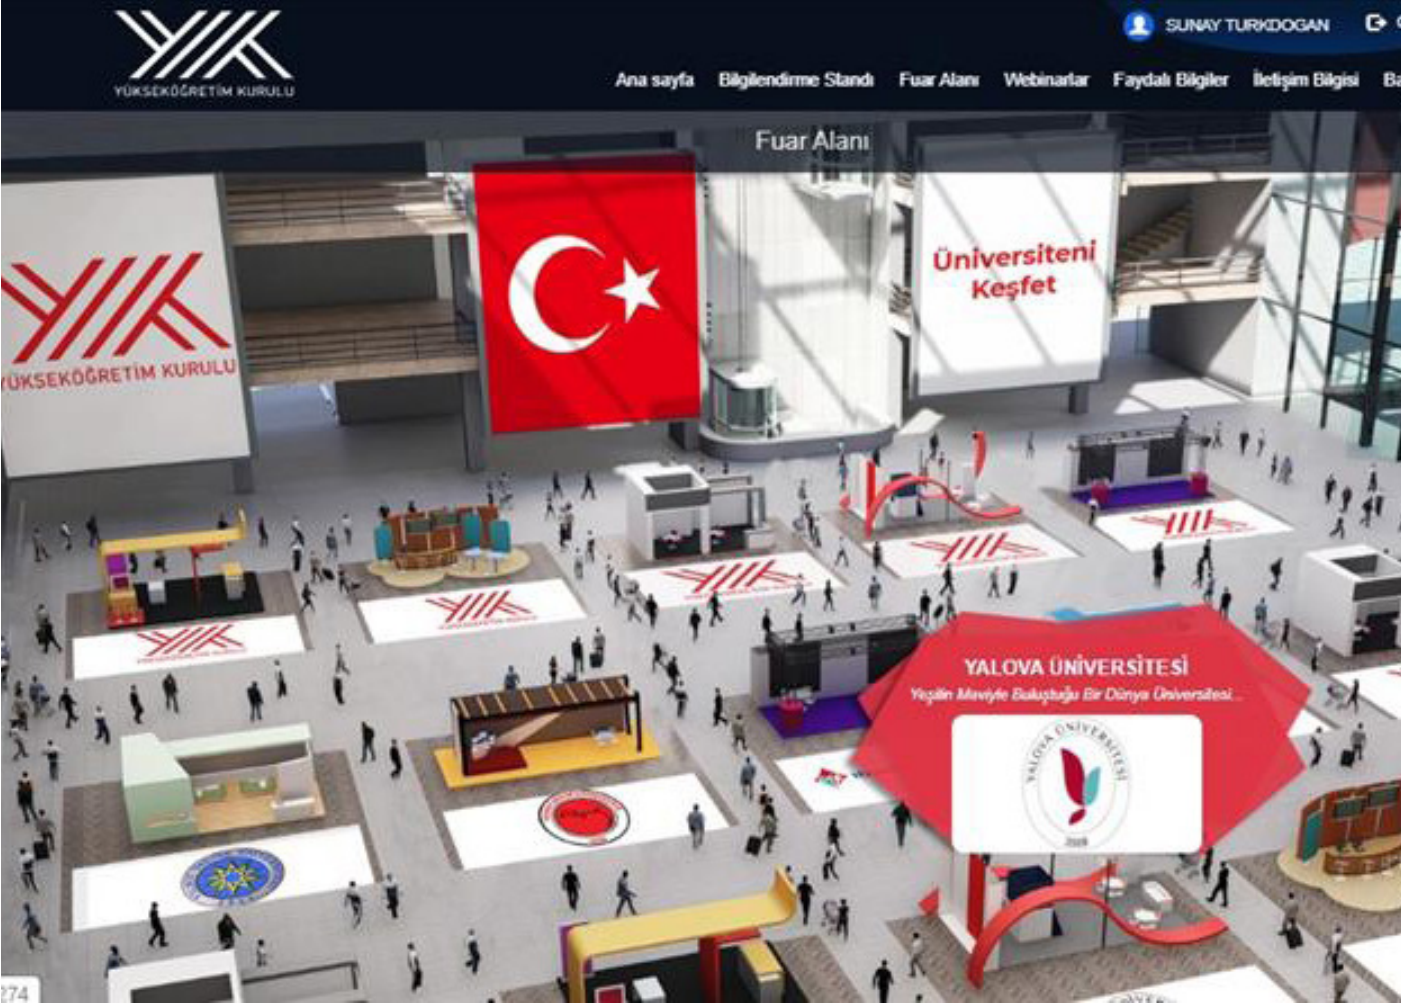 SUNAY TURKDOGAN
YÜKSEKÖĞRETİM KURULU
Ana sayfa Bilgilendirme Standı Fuar Alanı Webinarlar Faydalı Bilgiler İletişim Bilgisi Ba
Fuar Alanı
Üniversiteni
Keşfet
YÜKSEKÖĞRETİM KURULU
YALOVA ÜNİVERSİTESİ
Yeşilin Maviyle Buluştuğu Bir Dünya Üniversitesi...
YALOVA ÜNİVERSİTESİ
2008
274